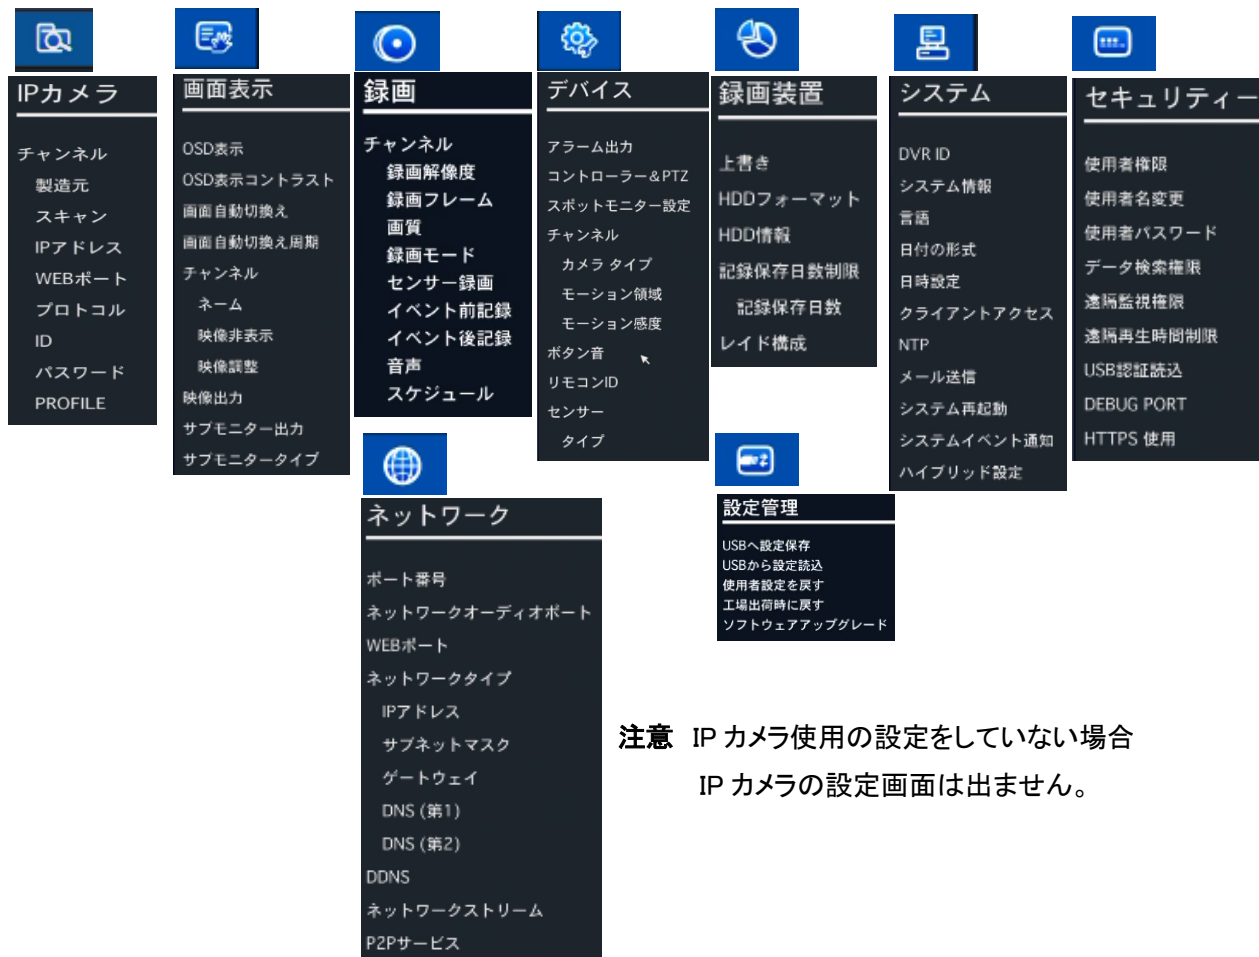 IPカメラ
チャンネル
製造元
スキャン
IPアドレス
WEBポート
プロトコル
ID
パスワード
PROFILE
画面表示
OSD表示
OSD表示コントラスト
画面自動切換え
画面自動切換え周期
チャンネル
ネーム
映像非表示
映像調整
映像出力
サブモニター出力
サブモニタータイプ
録画
チャンネル
録画解像度
録画フレーム
画質
録画モード
センサー録画
イベント前記録
イベント後記録
音声
スケジュール
デバイス
アラーム出力
コントローラー&PTZ
スポットモニター設定
チャンネル
カメラ タイプ
モーション領域
モーション感度
ボタン音
リモコンID
センサー
タイプ
録画装置
上書き
HDDフォーマット
HDD情報
記録保存日数制限
記録保存日数
レイド構成
システム
DVR ID
システム情報
言語
日付の形式
日時設定
クライアントアクセス
NTP
メール送信
システム再起動
システムイベント通知
ハイブリッド設定
セキュリティー
使用者権限
使用者名変更
使用者パスワード
データ検索権限
遠隔監視権限
遠隔再生時間制限
USB認証読込
DEBUG PORT
HTTPS 使用
ネットワーク
ポート番号
ネットワークオーディオポート
WEBポート
ネットワークタイプ
IPアドレス
サブネットマスク
ゲートウェイ
DNS (第1)
DNS (第2)
DDNS
ネットワークストリーム
P2Pサービス
設定管理
USBへ設定保存
USBから設定読込
使用者設定を戻す
工場出荷時に戻す
ソフトウェアアップグレード
注意 IP カメラ使用の設定をしていない場合
IP カメラの設定画面は出ません。